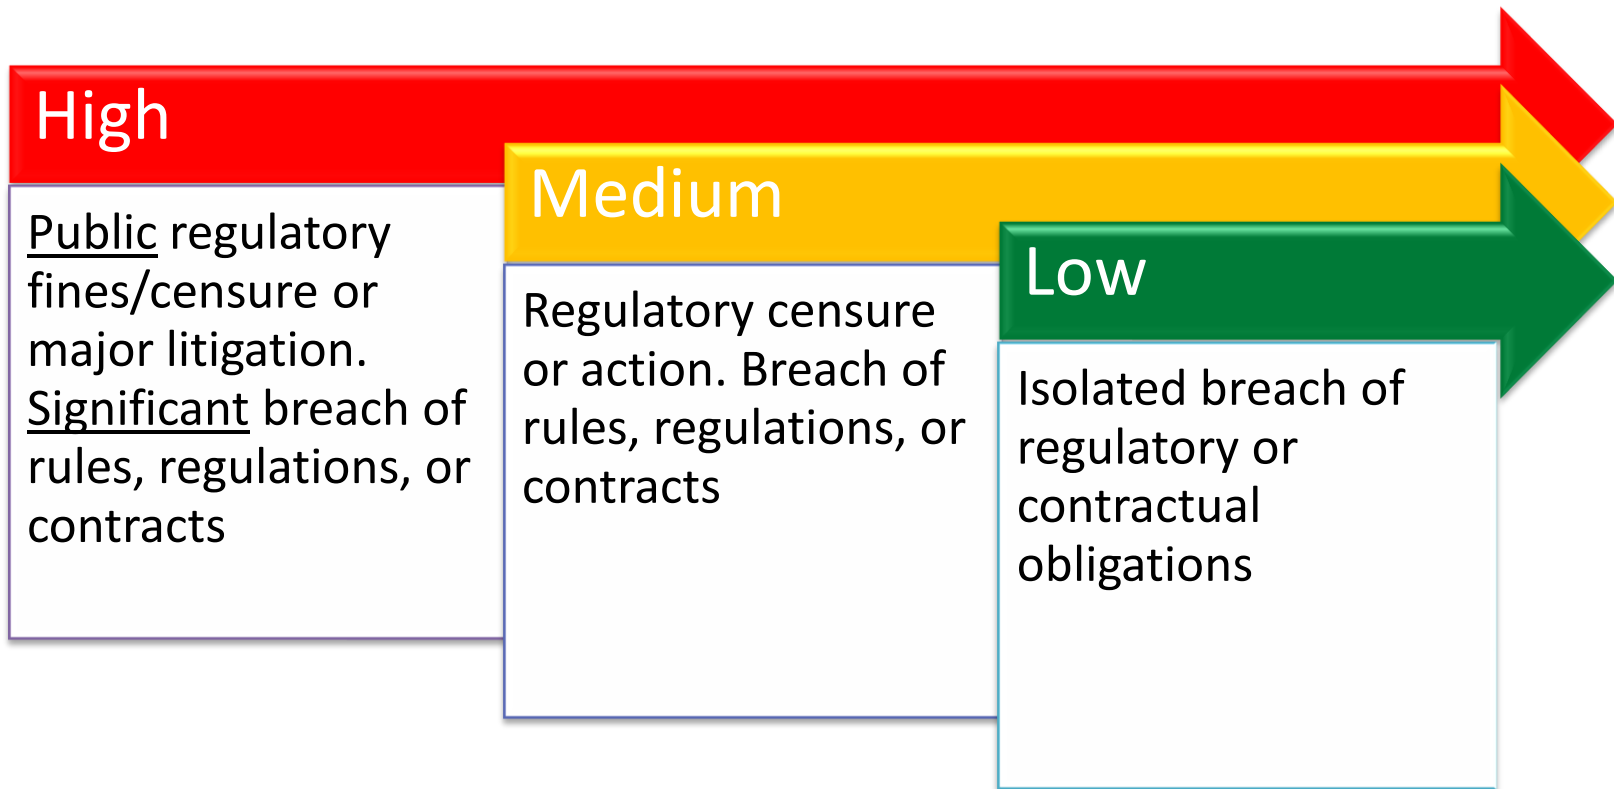 High
Public regulatory
fines/censure or
major litigation.
Significant breach of
rules, regulations, or
contracts
Medium
Regulatory censure
or action. Breach of
rules, regulations, or
contracts
Low
Isolated breach of
regulatory or
contractual
obligations